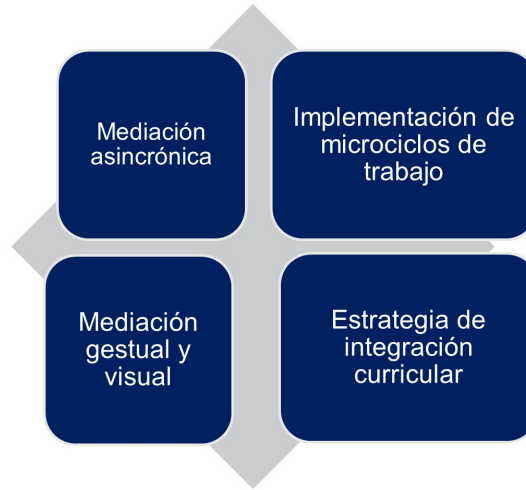 Mediación
asincrónica
Implementación de
microciclos de
trabajo
Mediación
gestual y
visual
Estrategia de
integración
curricular